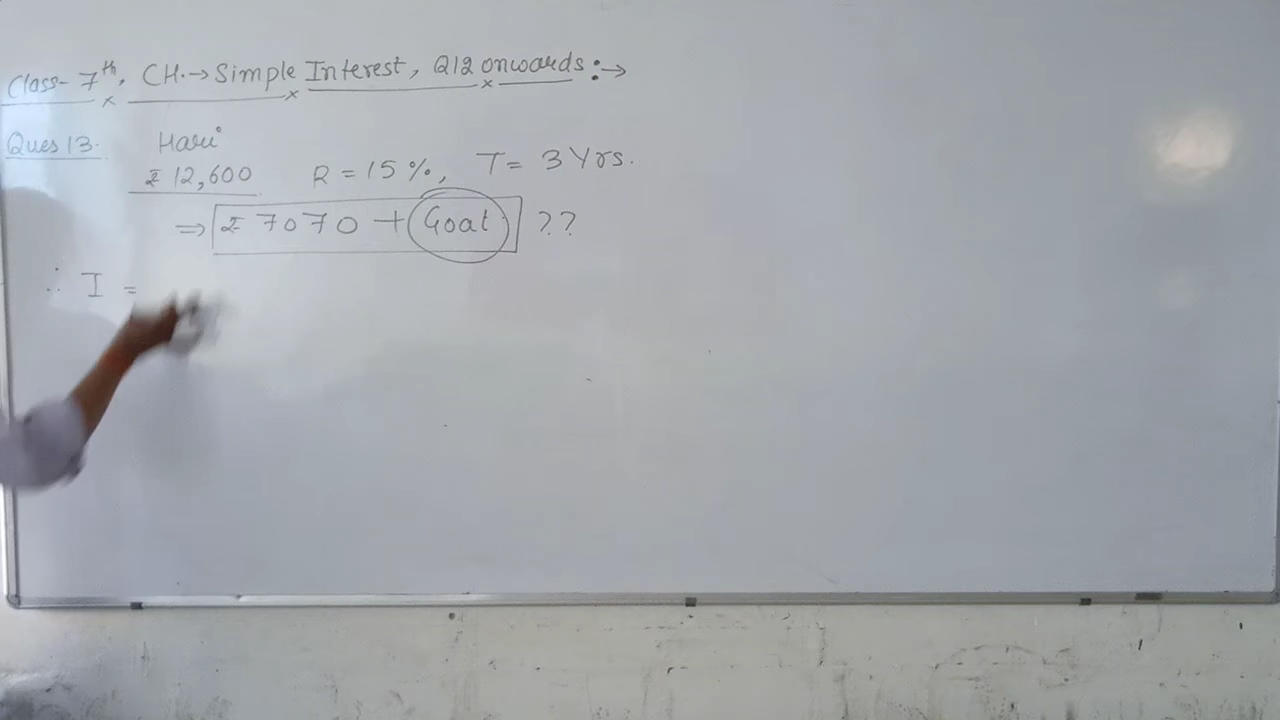 Class- 7th, CH.→ Simple Interest, Q12 onwards :→
Ques 13. Hari
₹ 12,600 R = 15 %, T = 3 Yrs.
⇒ ₹ 7070 + Goat ??
∴ I =